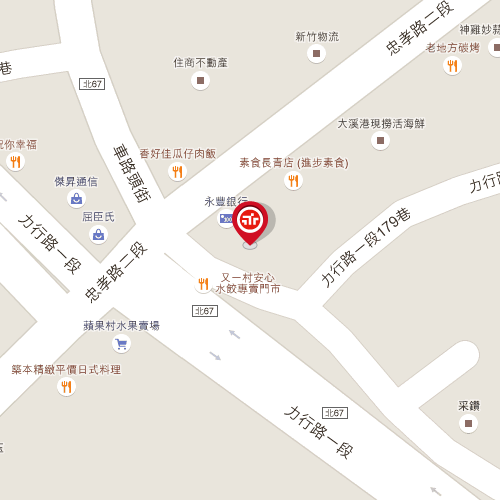 新竹物流
忠孝路二段
神雞妙蒜
老地方碳烤
住商不動產
巷
北67
大溪港現撈活海鮮
祝你幸福
車路頭街
香好佳瓜仔肉飯
素食長青店 (進步素食)
傑昇通信
力行路
永豐銀行
屈臣氏
力行路一段179巷
力行路一段
忠孝路二段
又一村安心
水餃專賣門市
北67
蘋果村水果賣場
築本精緻平價日式料理
采鑽
北67
力行路一段